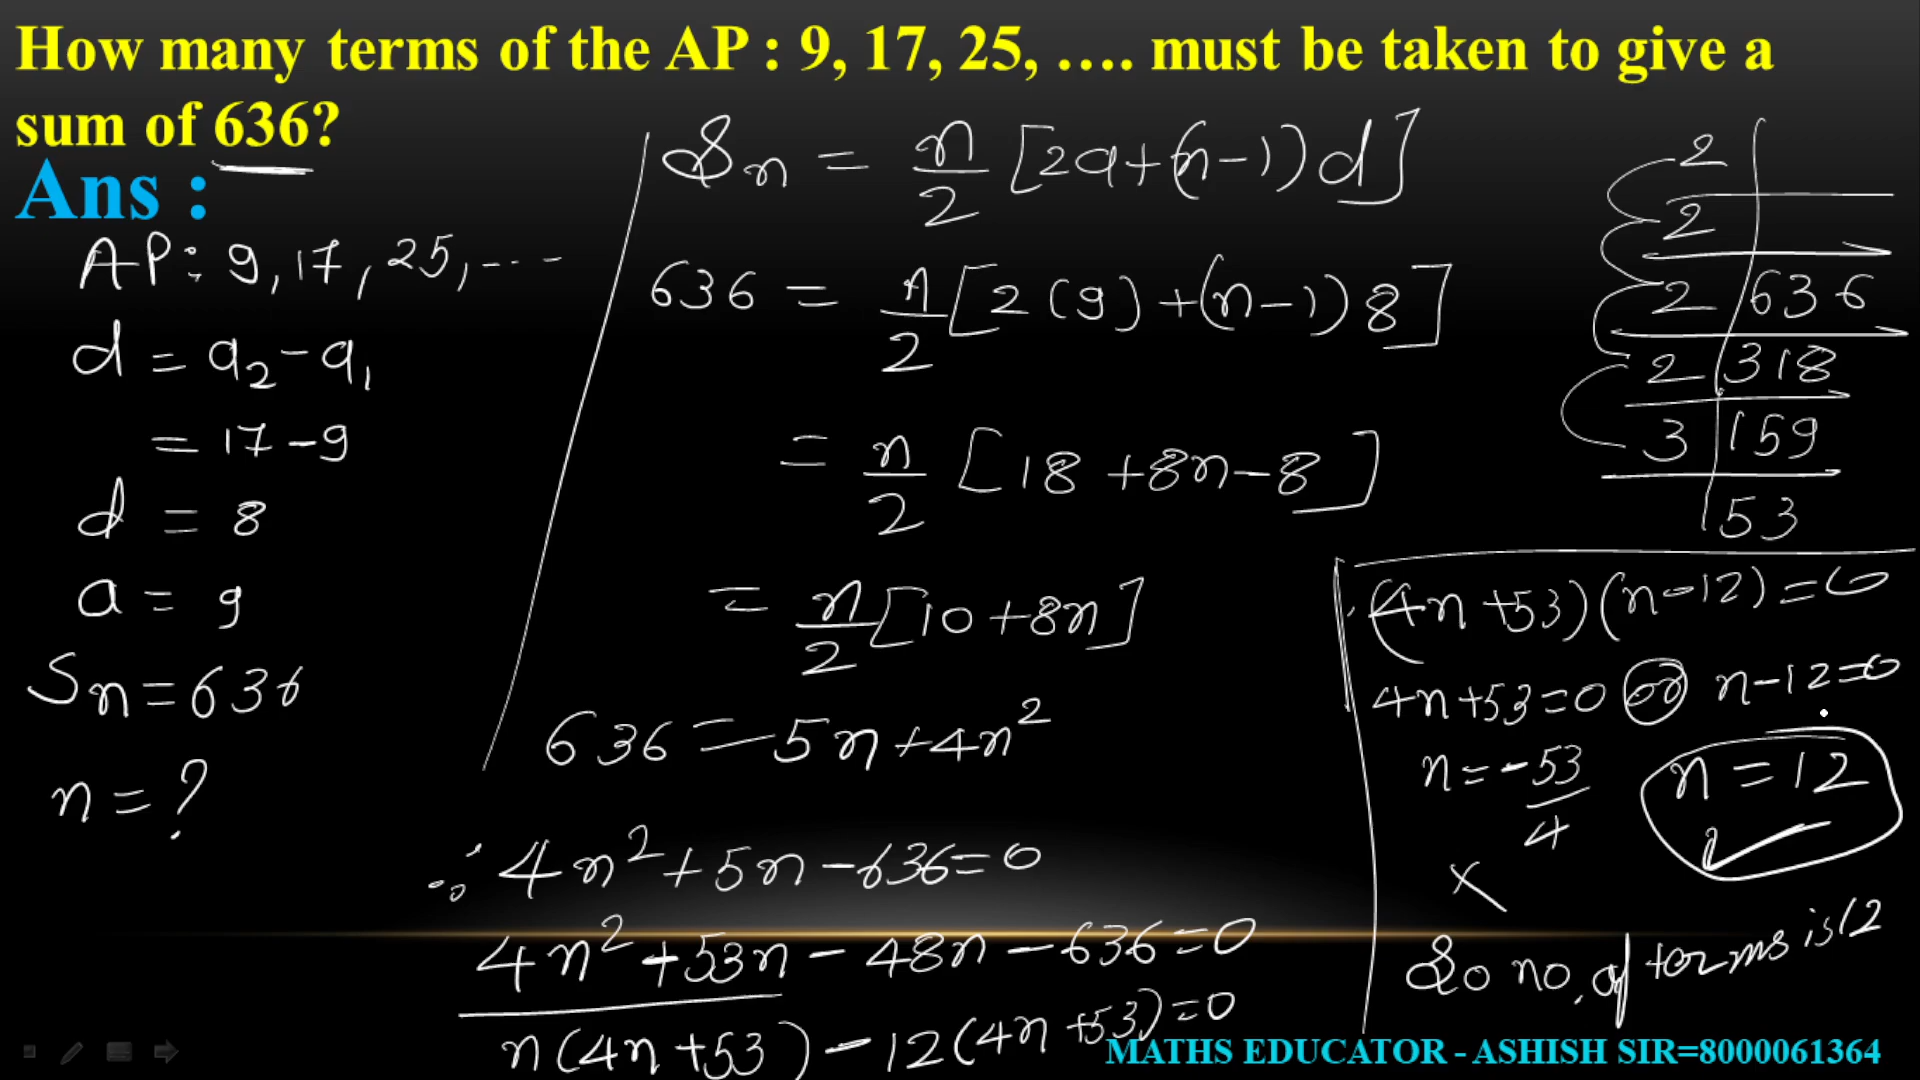 How many terms of the AP : 9, 17, 25, …. must be taken to give a
sum of 636?
Ans :
AP: 9, 17, 25, ---
d = a₂ - a₁
= 17 - 9
d = 8
a = 9
Sn = 636
n = ?
Sn = n/2 [2a + (n-1)d]
636 = n/2 [2(9) + (n-1)8]
= n/2 [18 + 8n - 8]
= n/2 [10 + 8n]
636 = 5n + 4n²
∴ 4n² + 5n - 636 = 0
4n² + 53n - 48n - 636 = 0
n(4n + 53) - 12(4n + 53) = 0
2
2
2 | 636
2 | 318
3 | 159
53
(4n + 53)(n - 12) = 0
4n + 53 = 0 or n - 12 = 0
n = -53/4
n = 12
So no. of terms is 12
MATHS EDUCATOR - ASHISH SIR=8000061364